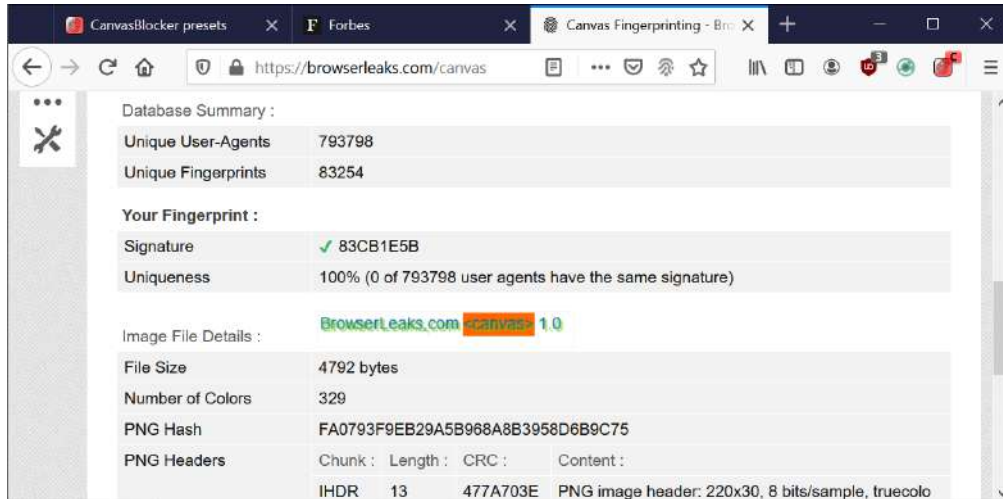 CanvasBlocker presets
Forbes
Canvas Fingerprinting - Bro
https://browserleaks.com/canvas
3
C
Database Summary :
Unique User-Agents 793798
Unique Fingerprints 83254
Your Fingerprint :
Signature ✓ 83CB1E5B
Uniqueness 100% (0 of 793798 user agents have the same signature)
Image File Details : BrowserLeaks,com <canvas> 1.0
File Size 4792 bytes
Number of Colors 329
PNG Hash FA0793F9EB29A5B968A8B3958D6B9C75
PNG Headers Chunk : Length : CRC : Content :
IHDR 13 477A703E PNG image header: 220x30, 8 bits/sample, truecolo